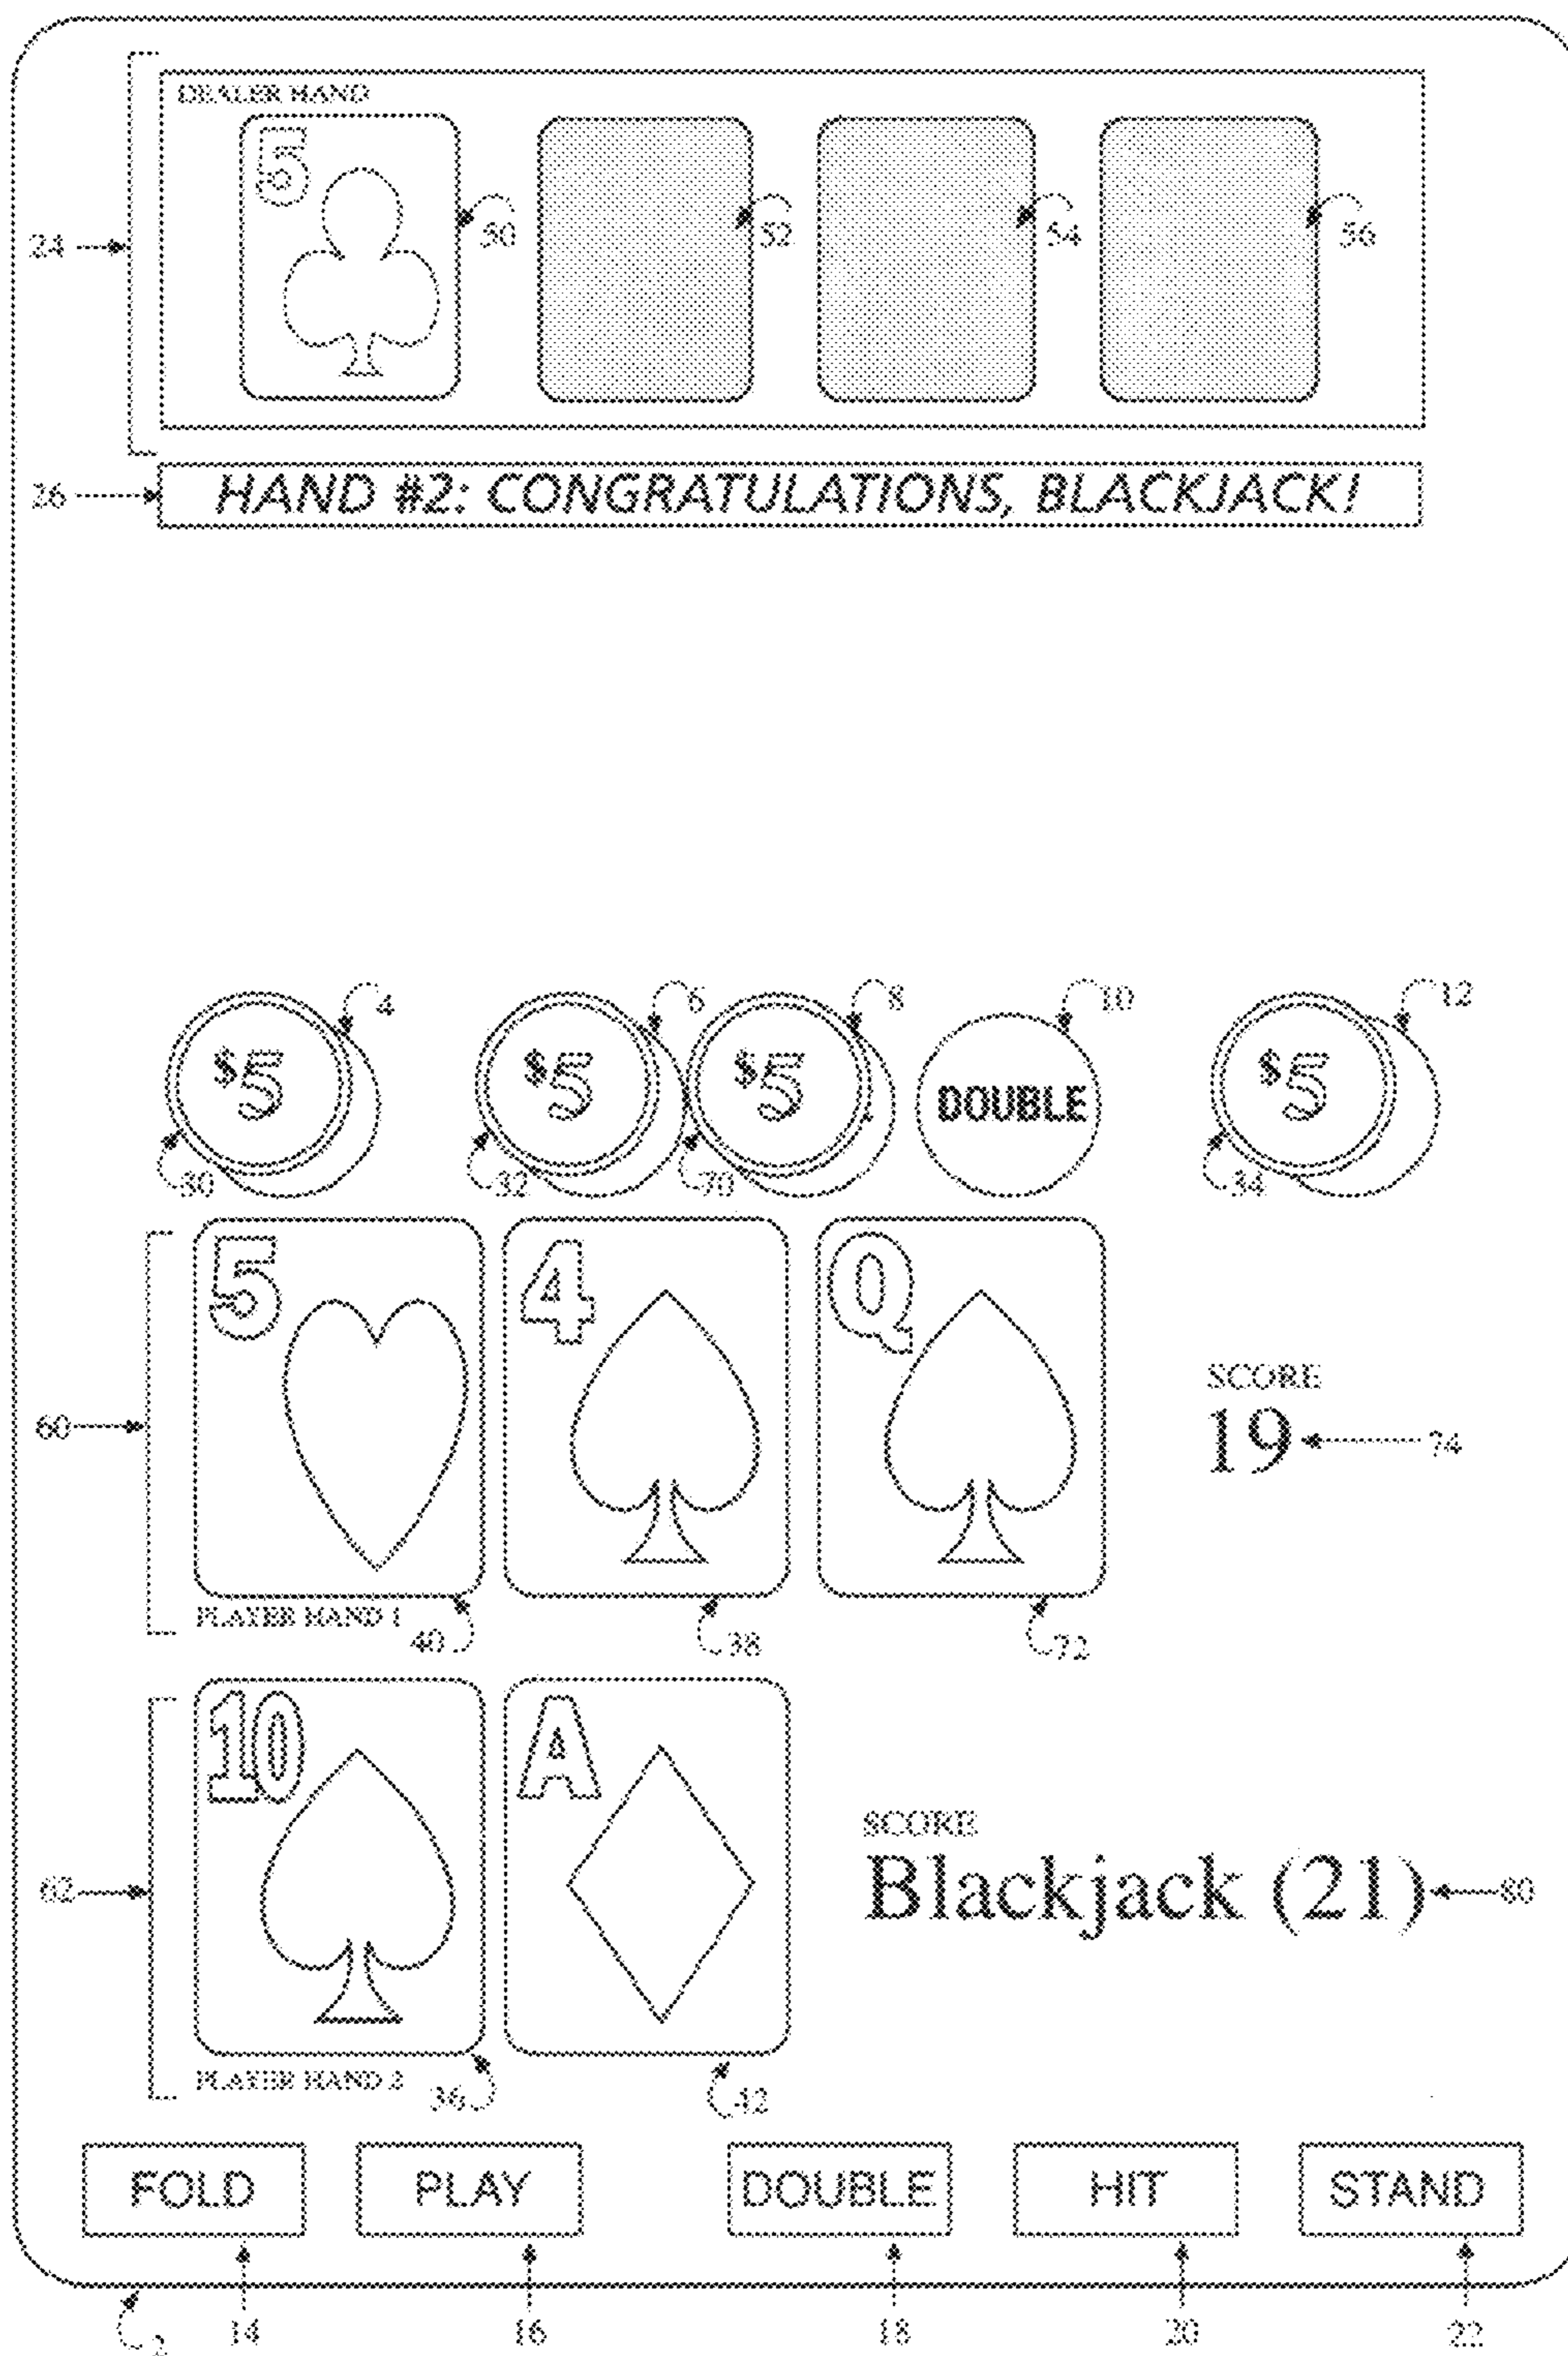 DEALER HAND
5
50 52 54 56
24
26 HAND #2: CONGRATULATIONS, BLACKJACK!
4 6 8 10 12
$5 $5 $5 DOUBLE $5
30 32 70 34
5 4 Q
SCORE
60 19 74
PLAYER HAND 1
40 38 72
10 A
SCORE
62 Blackjack (21) 80
PLAYER HAND 2
36 42
FOLD PLAY DOUBLE HIT STAND
2 14 16 18 20 22